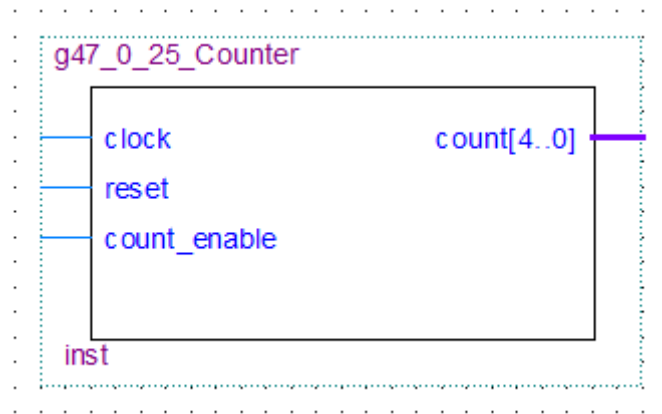 g47_0_25_Counter
clock count[4..0]
reset
count_enable
inst